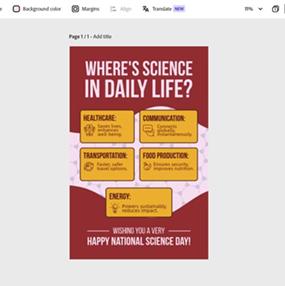 Background color
Margins
Align
Translate NEW
11%
Page 1 / 1 - Add title
WHERE'S SCIENCE
IN DAILY LIFE?
HEALTHCARE:
Saves lives,
enhances
well-being.
COMMUNICATION:
Connects
globally,
instantaneously.
TRANSPORTATION:
Faster, safer
travel options.
FOOD PRODUCTION:
Ensures security,
improves nutrition.
ENERGY:
Powers sustainably,
reduces impact.
WISHING YOU A VERY
HAPPY NATIONAL SCIENCE DAY!